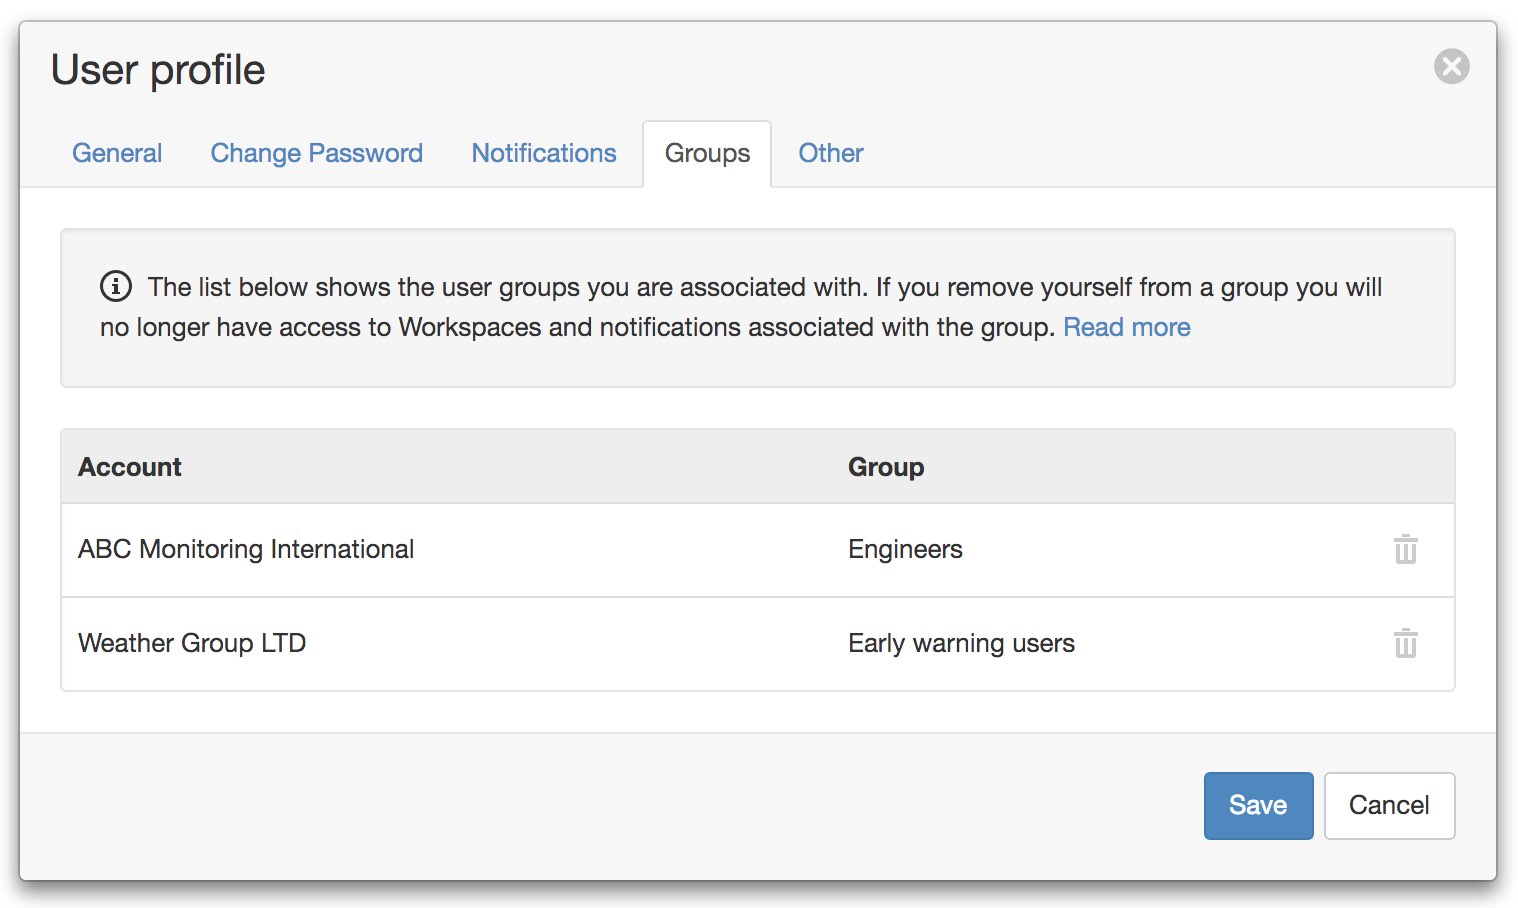 User profile
General Change Password Notifications Groups Other
The list below shows the user groups you are associated with. If you remove yourself from a group you will
no longer have access to Workspaces and notifications associated with the group. Read more
Account Group
ABC Monitoring International Engineers
Weather Group LTD Early warning users
Save Cancel